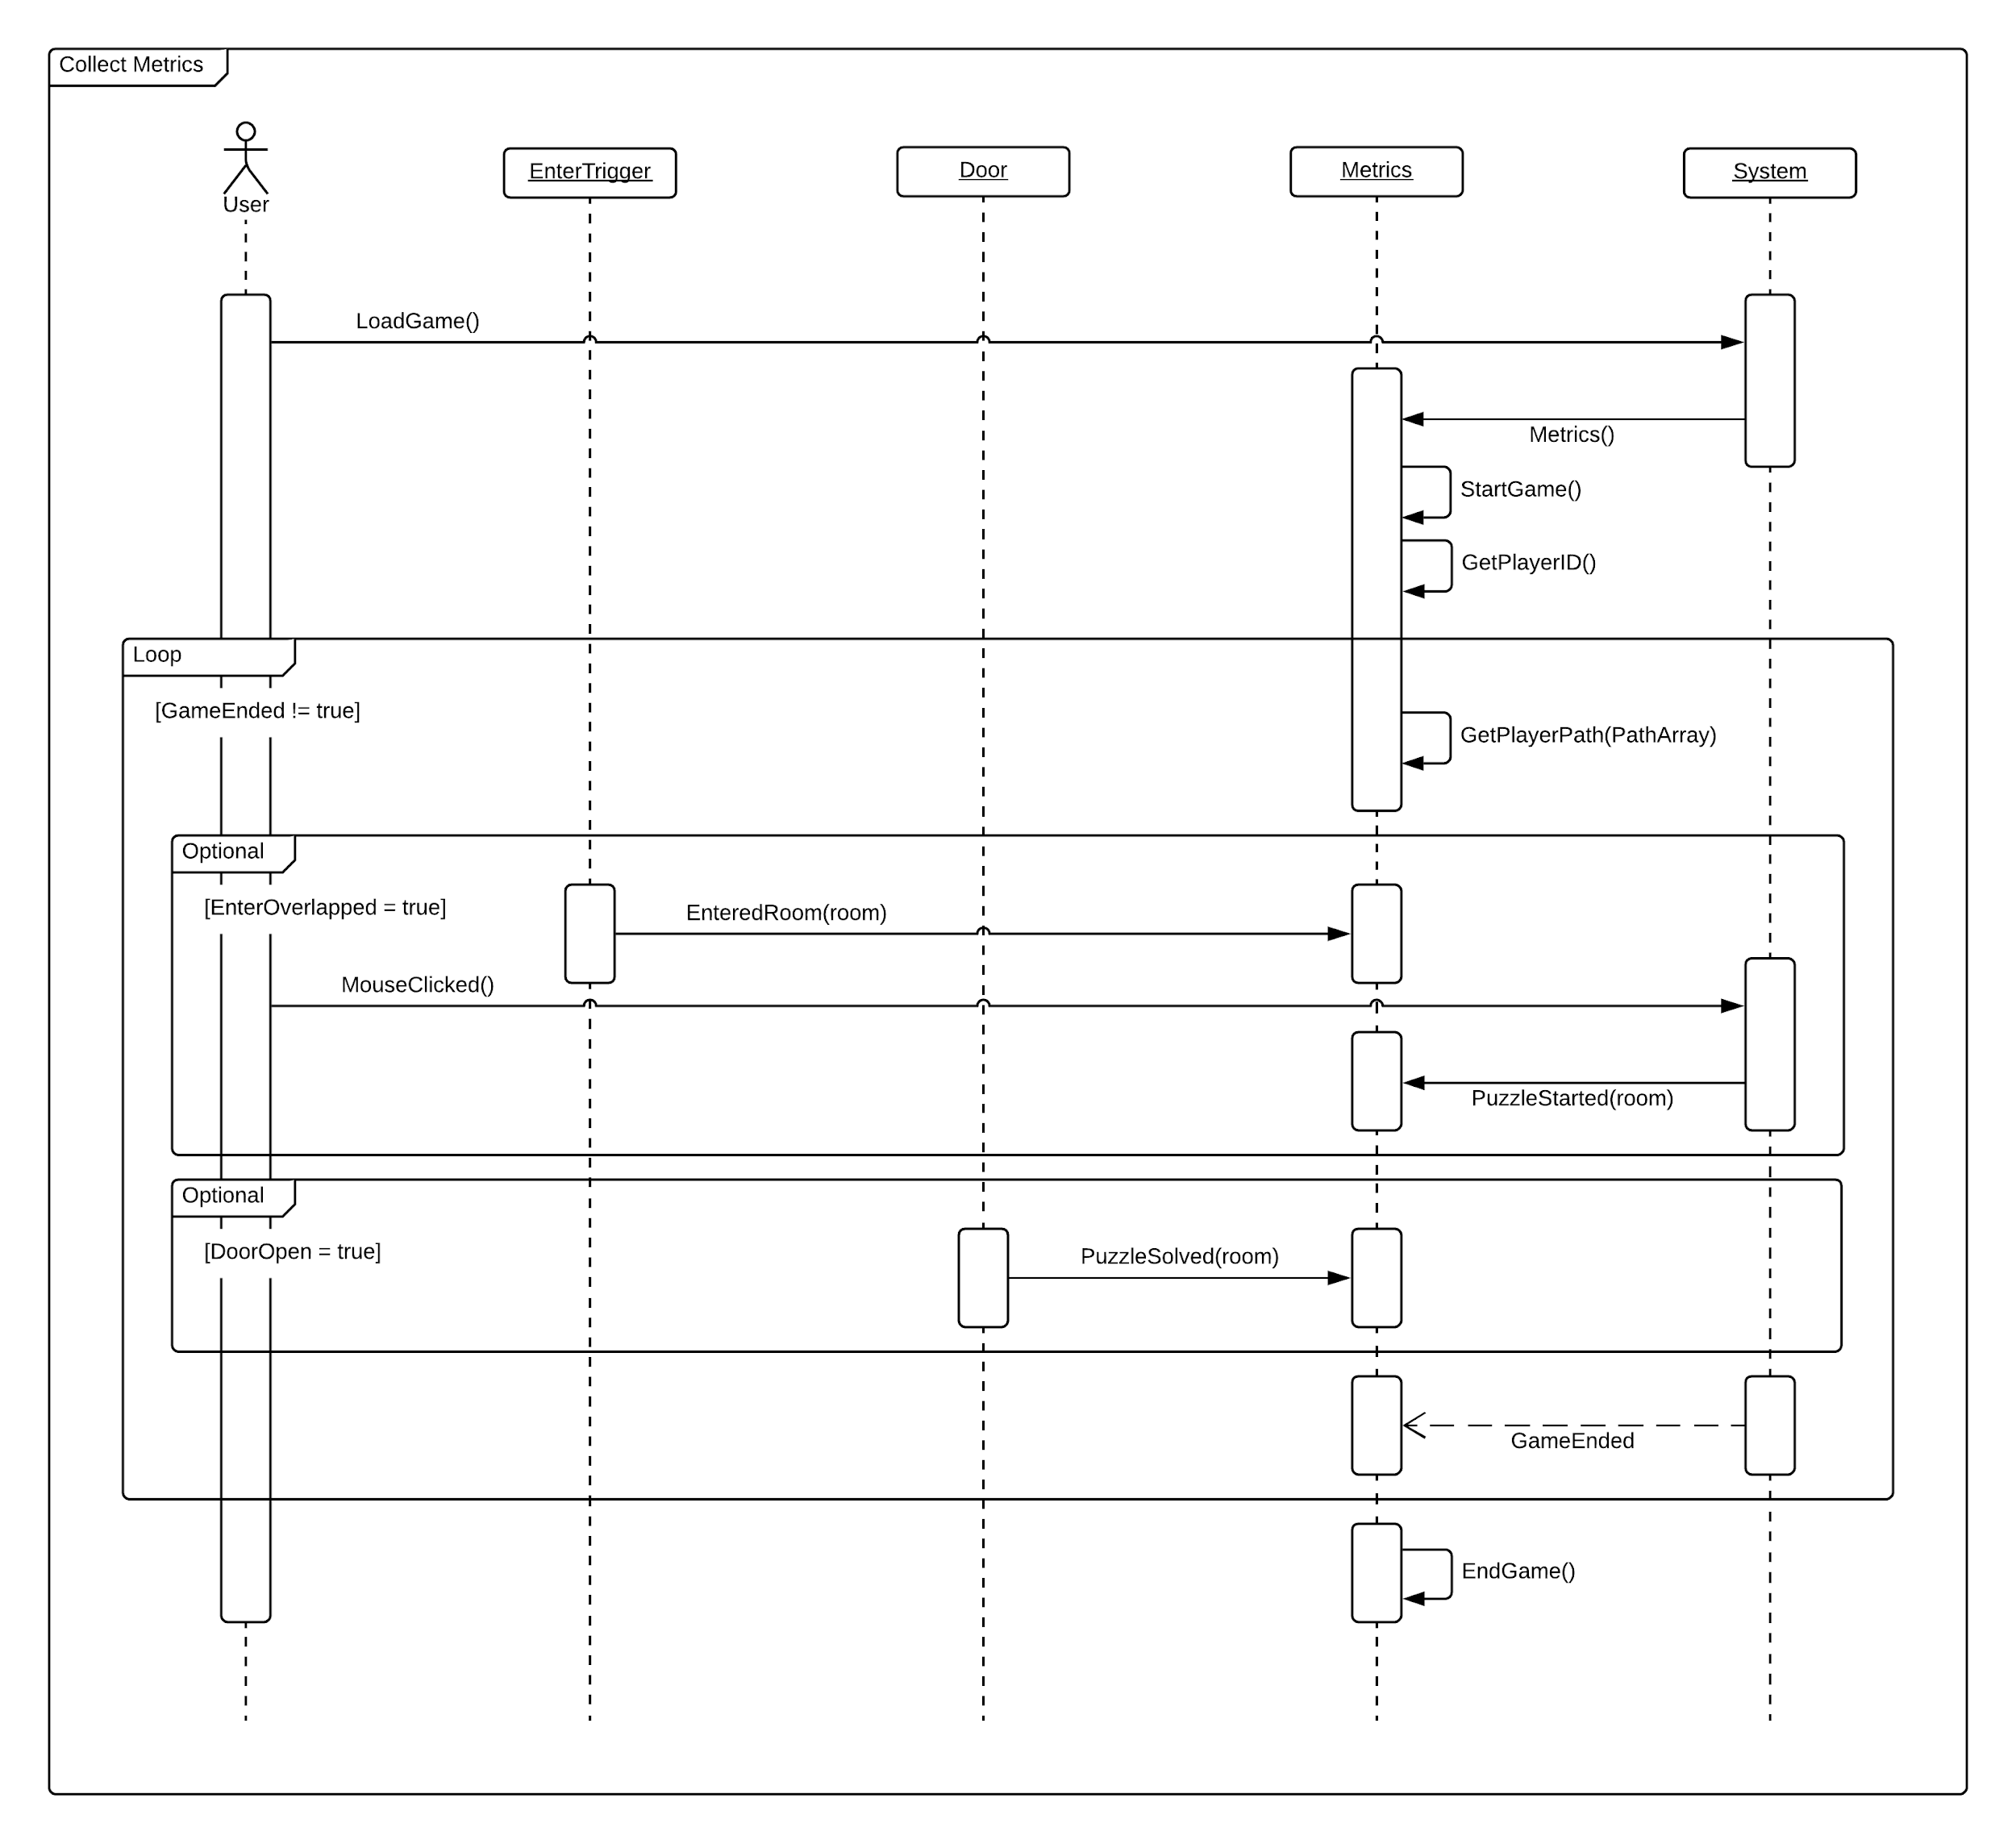 Collect Metrics
User
EnterTrigger
Door
Metrics
System
LoadGame()
Metrics()
StartGame()
GetPlayerID()
Loop
[GameEnded != true]
GetPlayerPath(PathArray)
Optional
[EnterOverlapped = true]
EnteredRoom(room)
MouseClicked()
PuzzleStarted(room)
Optional
[DoorOpen = true]
PuzzleSolved(room)
GameEnded
EndGame()